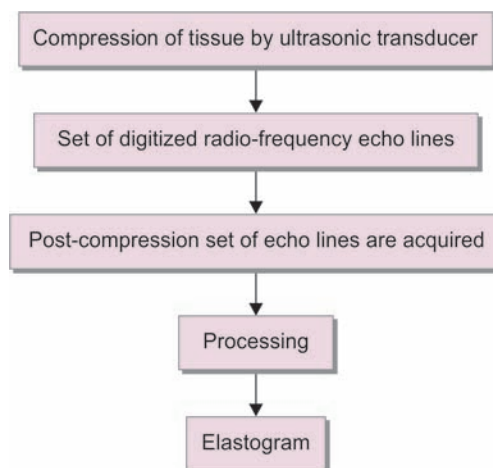 Compression of tissue by ultrasonic transducer
Set of digitized radio-frequency echo lines
Post-compression set of echo lines are acquired
Processing
Elastogram